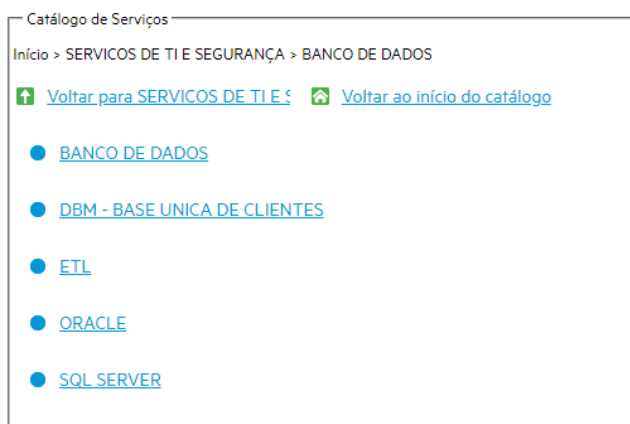 Catálogo de Serviços
Início > SERVICOS DE TI E SEGURANÇA > BANCO DE DADOS
Voltar para SERVICOS DE TI E S Voltar ao início do catálogo
BANCO DE DADOS
DBM - BASE UNICA DE CLIENTES
ETL
ORACLE
SQL SERVER